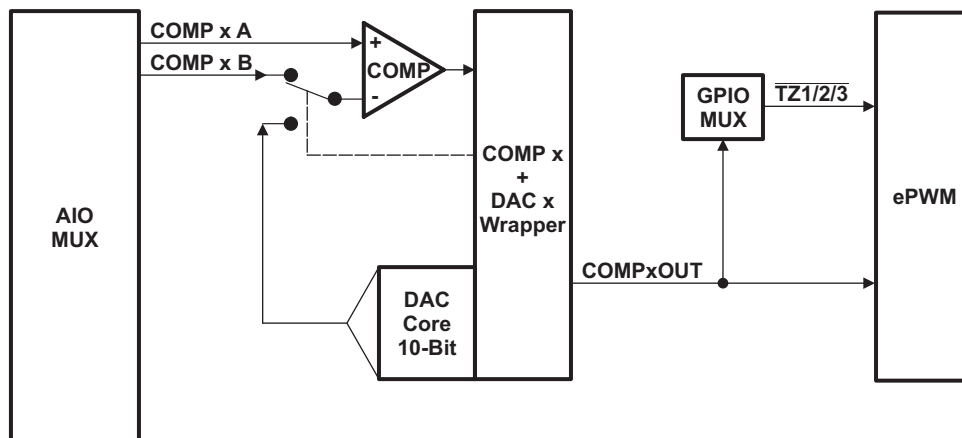 COMP x A
COMP x B
+
COMP
-
AIO
MUX
COMP x
+
DAC x
Wrapper
DAC
Core
10-Bit
COMPxOUT
GPIO
MUX
TZ1/2/3
ePWM